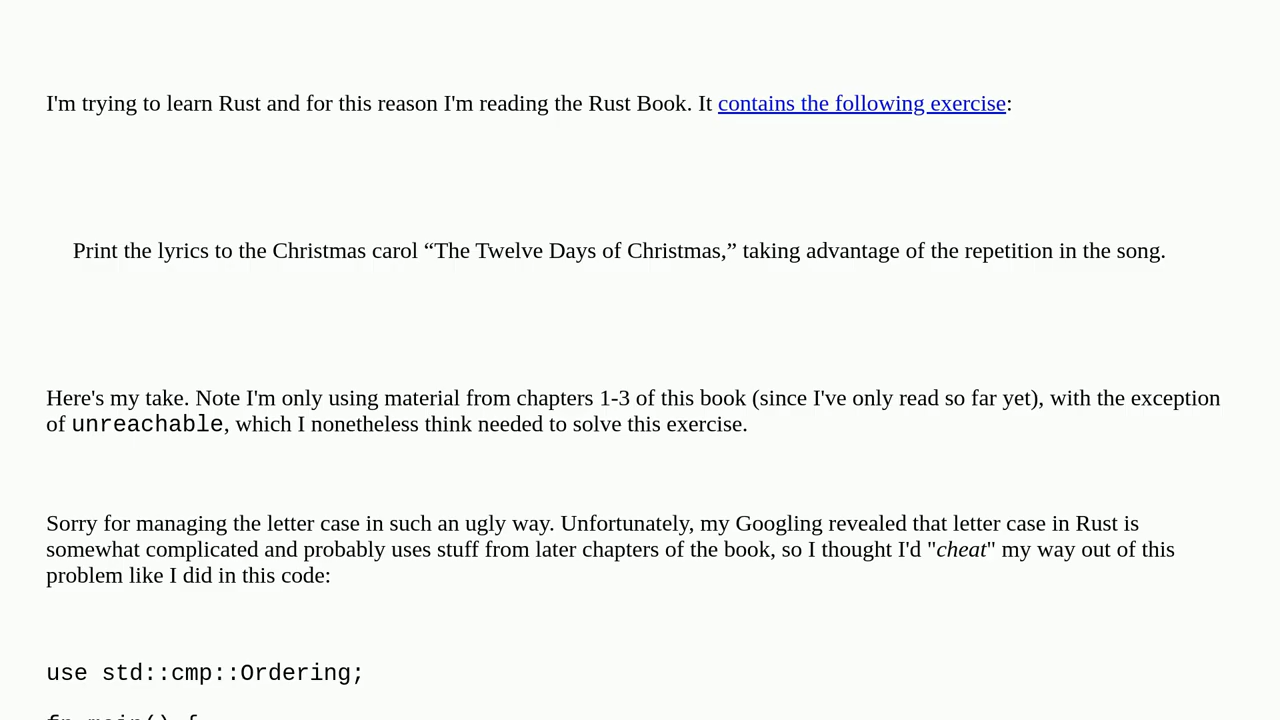 I'm trying to learn Rust and for this reason I'm reading the Rust Book. It contains the following exercise:
Print the lyrics to the Christmas carol “The Twelve Days of Christmas,” taking advantage of the repetition in the song.
Here's my take. Note I'm only using material from chapters 1-3 of this book (since I've only read so far yet), with the exception
of unreachable, which I nonetheless think needed to solve this exercise.
Sorry for managing the letter case in such an ugly way. Unfortunately, my Googling revealed that letter case in Rust is
somewhat complicated and probably uses stuff from later chapters of the book, so I thought I'd "cheat" my way out of this
problem like I did in this code:
use std::cmp::Ordering;
fn main() {